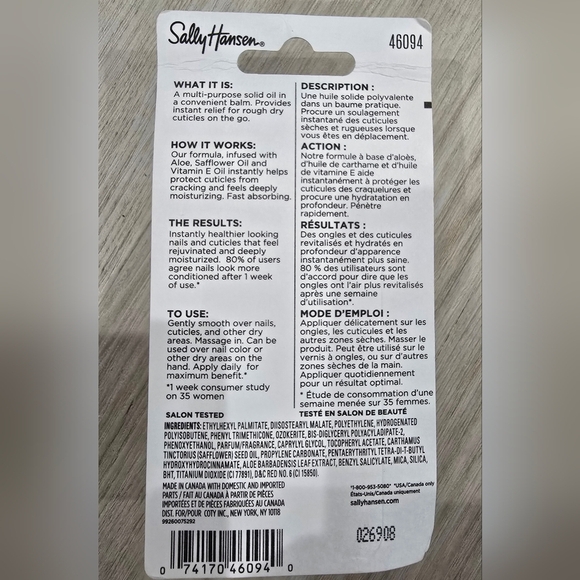 Sally Hansen®
46094
WHAT IT IS:
A multi-purpose solid oil in
a convenient balm. Provides
instant relief for rough dry
cuticles on the go.
HOW IT WORKS:
Our formula, infused with
Aloe, Safflower Oil and
Vitamin E Oil instantly helps
protect cuticles from
cracking and feels deeply
moisturizing. Fast absorbing.
THE RESULTS:
Instantly healthier looking
nails and cuticles that feel
rejuvinated and deeply
moisturized. 80% of users
agree nails look more
conditioned after 1 week
of use.*
TO USE:
Gently smooth over nails,
cuticles, and other dry
areas. Massage in. Can be
used over nail color or
other dry areas on the
hand. Apply daily for
maximum benefit.*
*1 week consumer study
on 35 women
SALON TESTED
DESCRIPTION :
Une huile solide polyvalente
dans un baume pratique.
Procure un soulagement
instantané des cuticules
sèches et rugueuses lorsque
vous êtes en déplacement.
ACTION :
Notre formule à base d'aloès,
d'huile de carthame et d'huile
de vitamine E aide
instantanément à protéger les
cuticules des craquelures et
procure une hydratation en
profondeur. Pénètre
rapidement.
RÉSULTATS :
Des ongles et des cuticules
revitalisés et hydratés en
profondeur d'apparence
instantanément plus saine.
80 % des utilisateurs sont
d'accord pour dire que les
ongles ont l'air plus revitalisés
après une semaine
d'utilisation*.
MODE D'EMPLOI :
Appliquer délicatement sur les
ongles, les cuticules et les
autres zones sèches. Masser le
produit. Peut être utilisé sur le
vernis à ongles, ou sur d'autres
zones sèches de la main.
Appliquer quotidiennement
pour un résultat optimal.
* Étude de consommation d'une
semaine menée sur 35 femmes.
TESTÉ EN SALON DE BEAUTÉ
INGREDIENTS: ETHYLHEXYL PALMITATE, DIISOSTEARYL MALATE, POLYETHYLENE, HYDROGENATED
POLYISOBUTENE, PHENYL TRIMETHICONE, OZOKERITE, BIS-DIGLYCERYL POLYACYLADIPATE-2,
PHENOXYETHANOL, PARFUM/FRAGRANCE, CAPRYLYL GLYCOL, TOCOPHERYL ACETATE, CARTHAMUS
TINCTORIUS (SAFFLOWER) SEED OIL, PROPYLENE CARBONATE, PENTAERYTHRITYL TETRA-DI-T-BUTYL
HYDROXYHYDROCINNAMATE, ALOE BARBADENSIS LEAF EXTRACT, BENZYL SALICYLATE, MICA, SILICA,
BHT, TITANIUM DIOXIDE (CI 77891), D&C RED NO. 6 (CI 15850).
MADE IN CANADA WITH DOMESTIC AND IMPORTED
PARTS / FAIT AU CANADA À PARTIR DE PIÈCES
IMPORTÉES ET DE PIÈCES FABRIQUÉES AU CANADA
DIST. FOR/POUR COTY INC., NEW YORK, NY 10118
99260075292
*1-800-953-5080* *USA/Canada only
États-Unis/Canada uniquement
sallyhansen.com
026908
0 74170 46094 0